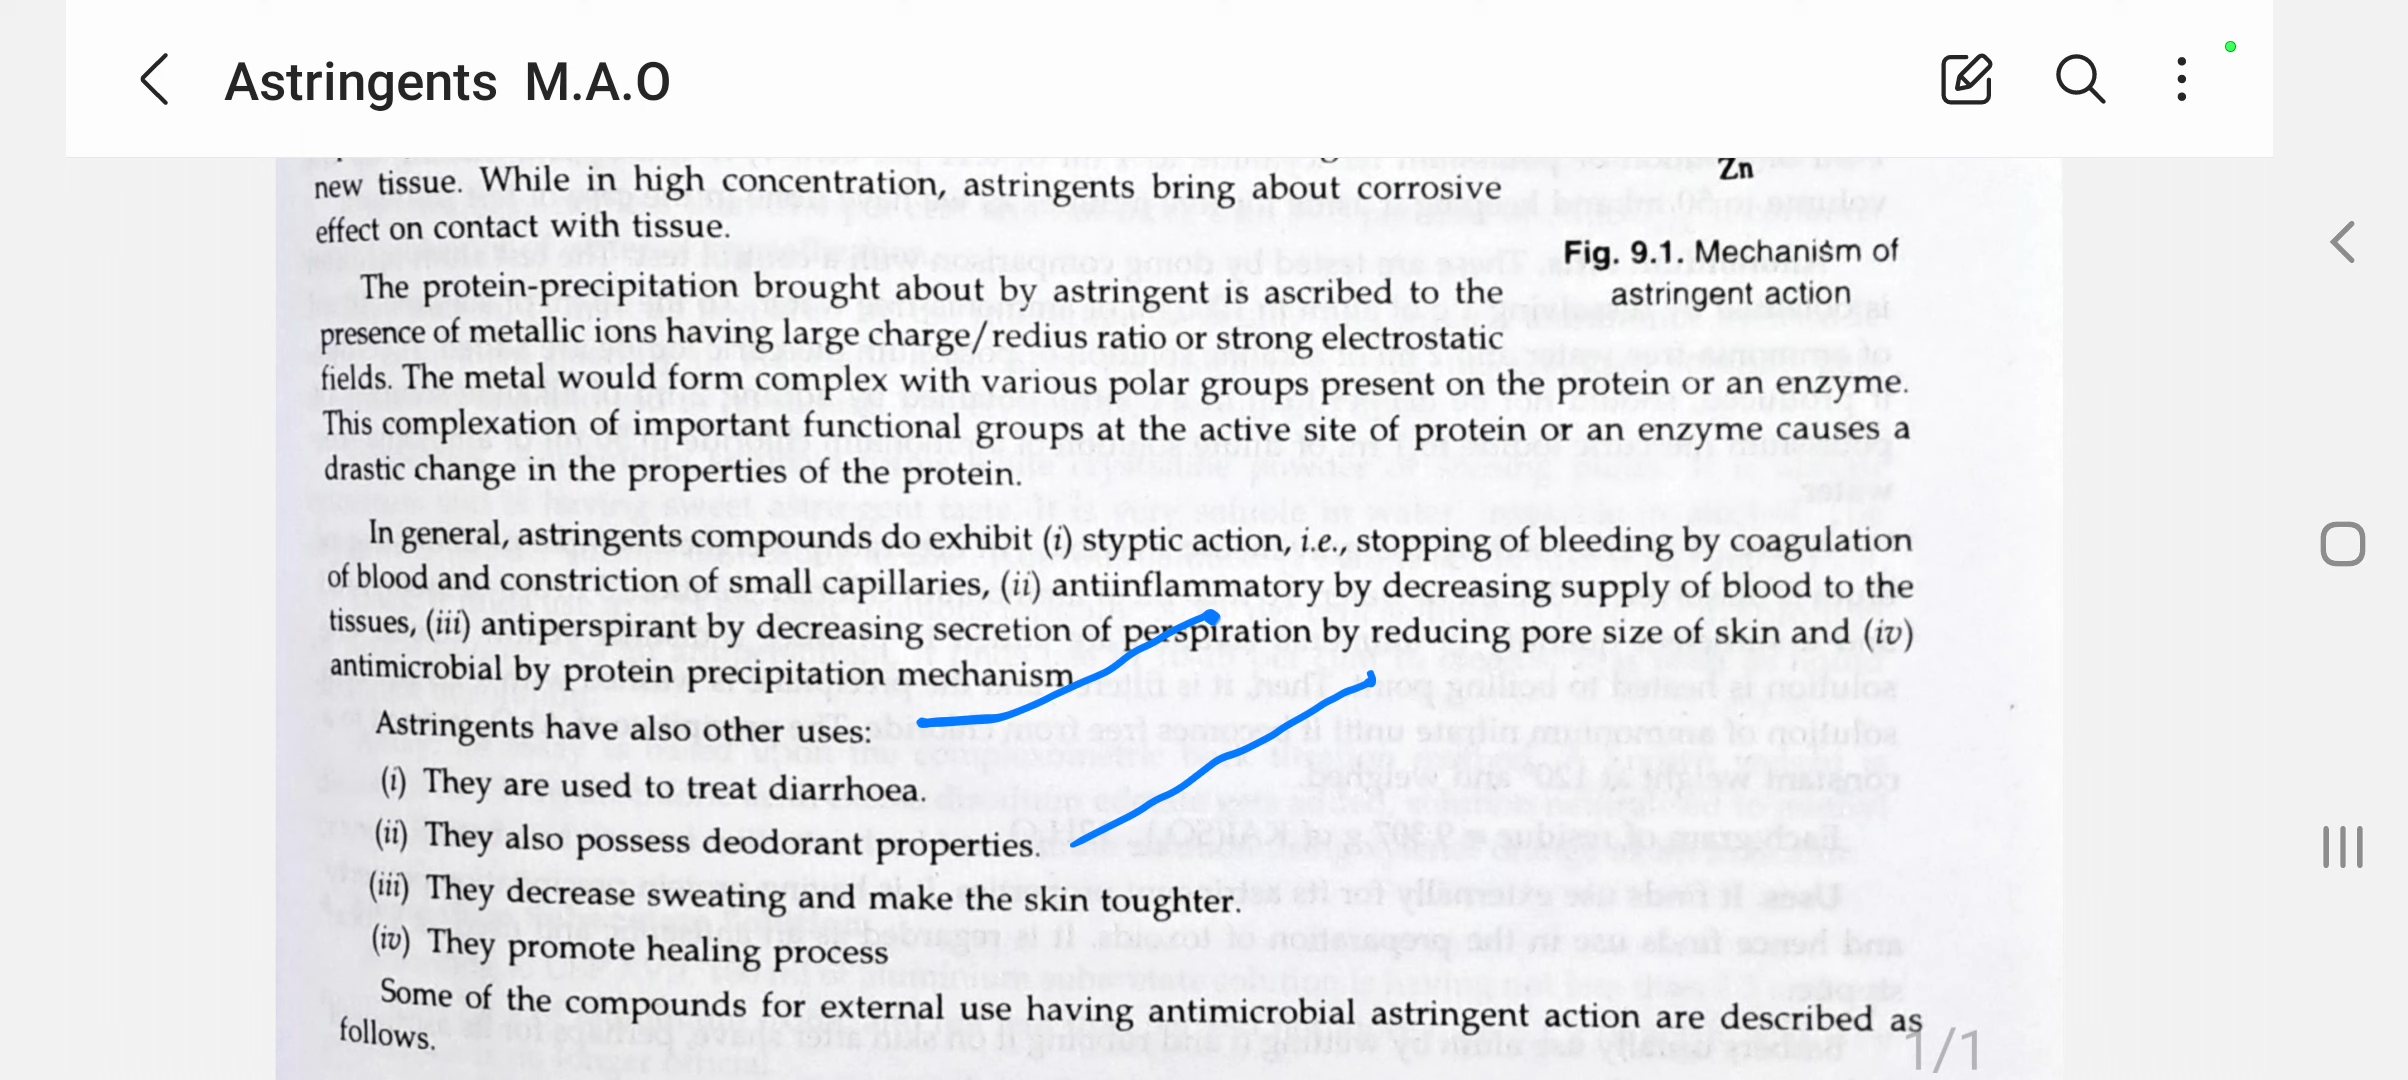 Astringents M.A.O
Zn
new tissue. While in high concentration, astringents bring about corrosive
effect on contact with tissue.
Fig. 9.1. Mechanism of
astringent action
The protein-precipitation brought about by astringent is ascribed to the
presence of metallic ions having large charge/redius ratio or strong electrostatic
fields. The metal would form complex with various polar groups present on the protein or an enzyme.
This complexation of important functional groups at the active site of protein or an enzyme causes a
drastic change in the properties of the protein.
In general, astringents compounds do exhibit (i) styptic action, i.e., stopping of bleeding by coagulation
of blood and constriction of small capillaries, (ii) antiinflammatory by decreasing supply of blood to the
tissues, (iii) antiperspirant by decreasing secretion of perspiration by reducing pore size of skin and (iv)
antimicrobial by protein precipitation mechanism.
Astringents have also other uses:
(i) They are used to treat diarrhoea.
(ii) They also possess deodorant properties.
(iii) They decrease sweating and make the skin toughter.
(iv) They promote healing process
Some of the compounds for external use having antimicrobial astringent action are described as
follows.
1/1